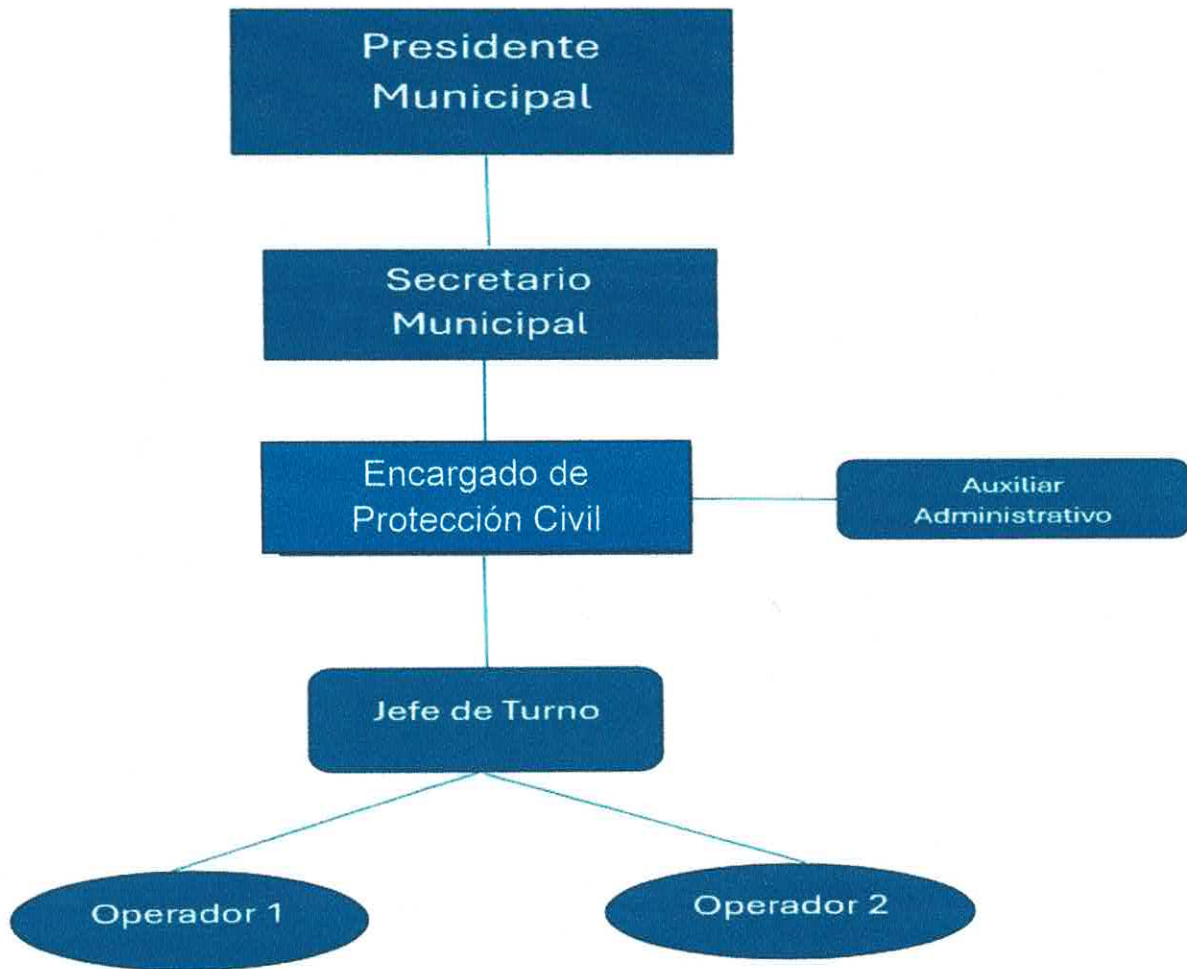 Presidente
Municipal
Secretario
Municipal
Encargado de
Protección Civil
Auxiliar
Administrativo
Jefe de Turno
Operador 1
Operador 2